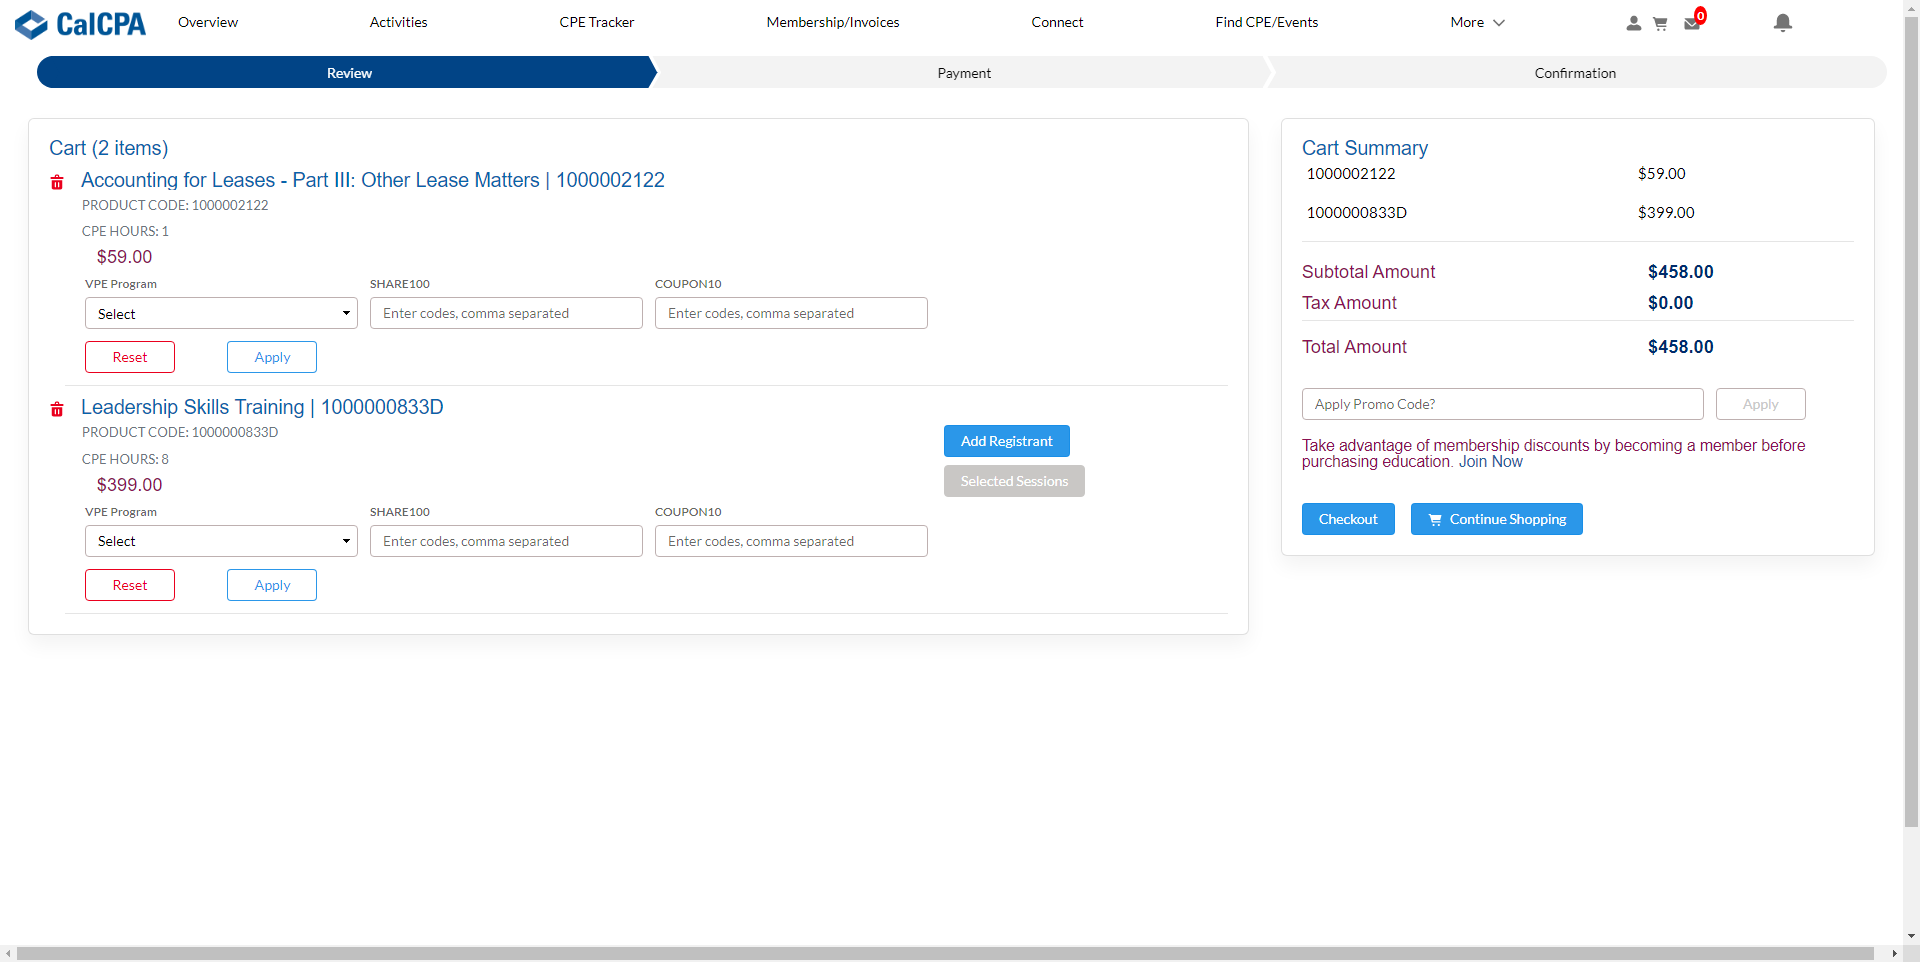 CalCPA
Overview
Activities
CPE Tracker
Membership/Invoices
Connect
Find CPE/Events
More
0
Review
Payment
Confirmation
Cart (2 items)
Accounting for Leases - Part III: Other Lease Matters | 1000002122
PRODUCT CODE: 1000002122
CPE HOURS: 1
$59.00
VPE Program
SHARE100
COUPON10
Select
Enter codes, comma separated
Enter codes, comma separated
Reset
Apply
Leadership Skills Training | 1000000833D
PRODUCT CODE: 1000000833D
CPE HOURS: 8
$399.00
Add Registrant
Selected Sessions
VPE Program
SHARE100
COUPON10
Select
Enter codes, comma separated
Enter codes, comma separated
Reset
Apply
Cart Summary
1000002122 $59.00
1000000833D $399.00
Subtotal Amount $458.00
Tax Amount $0.00
Total Amount $458.00
Apply Promo Code?
Apply
Take advantage of membership discounts by becoming a member before
purchasing education. Join Now
Checkout
Continue Shopping